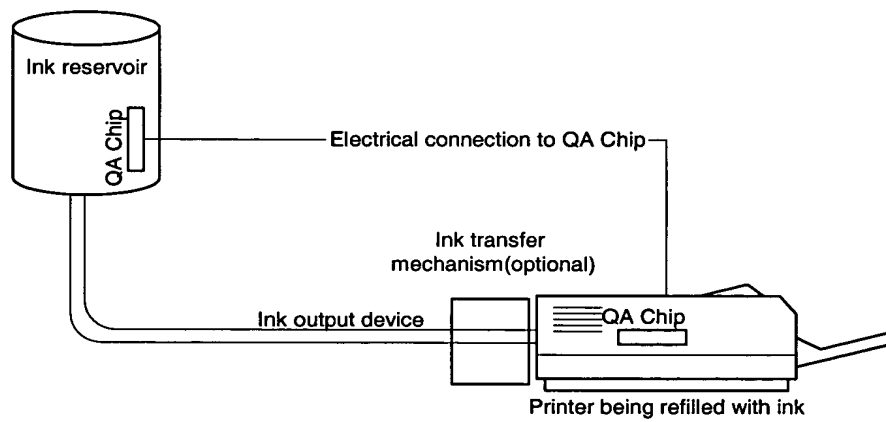 Ink reservoir
QA Chip
Electrical connection to QA Chip
Ink transfer
mechanism(optional)
Ink output device
QA Chip
Printer being refilled with ink